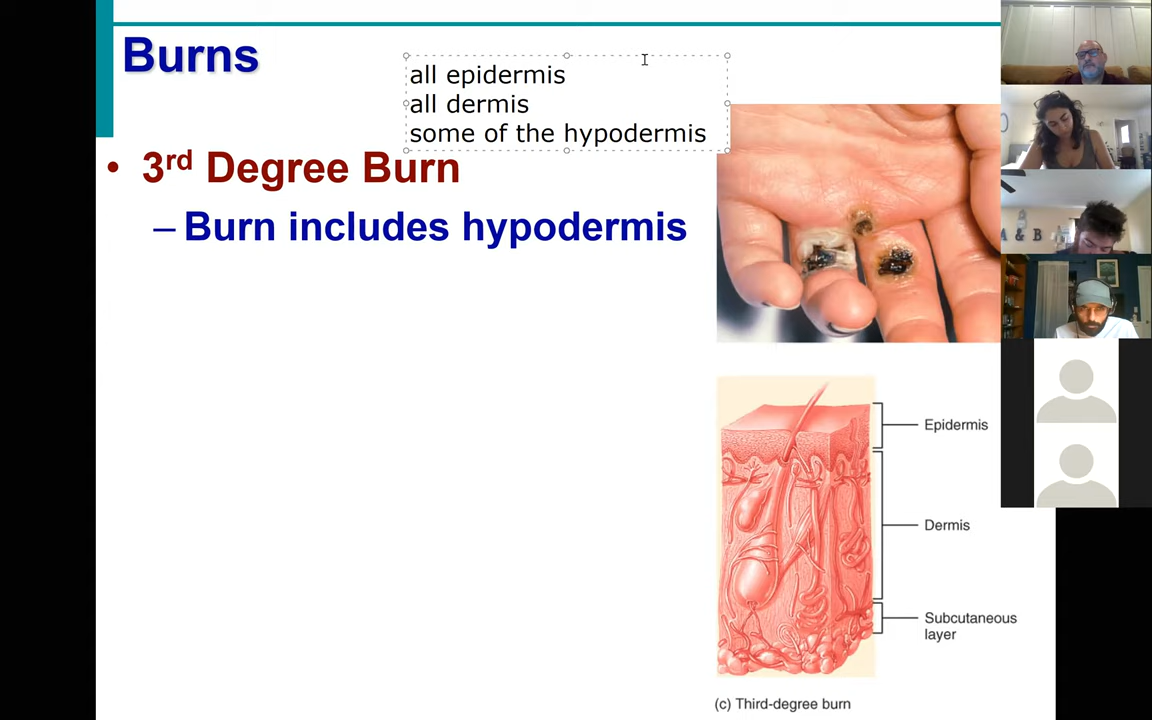 Burns
all epidermis
all dermis
some of the hypodermis
• 3rd Degree Burn
– Burn includes hypodermis
A & B
Epidermis
Dermis
Subcutaneous
layer
(c) Third-degree burn